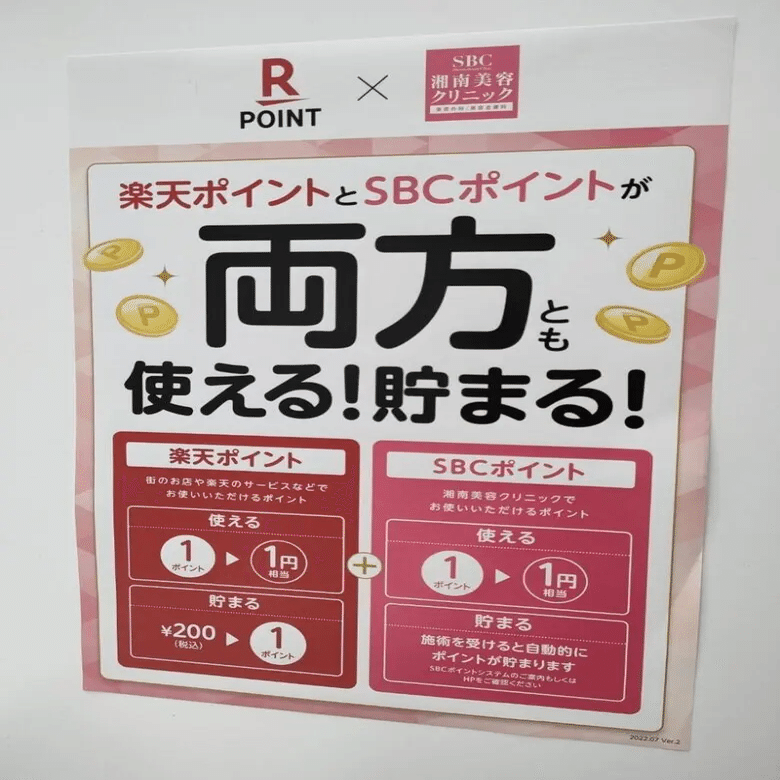 R
POINT
×
SBC
湘南美容
クリニック
楽天ポイントとSBCポイントが
両方とも
使える!貯まる!
P
P
P
P
楽天ポイント
街のお店や楽天のサービスなどで
お使いいただけるポイント
使える
1
ポイント
1円
相当
貯まる
¥200
(税込)
1
ポイント
+
SBCポイント
湘南美容クリニックで
お使いいただけるポイント
使える
1
ポイント
1円
相当
貯まる
施術を受けると自動的に
ポイントが貯まります
SBCポイントシステムのご案内もしくは
HPをご確認ください
2022.07 Ver.2